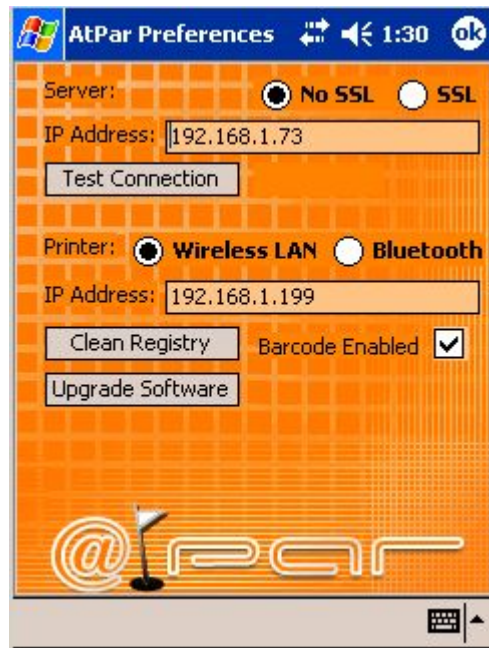 AtPar Preferences 1:30 ok
Server: No SSL SSL
IP Address: 192.168.1.73
Test Connection
Printer: Wireless LAN Bluetooth
IP Address: 192.168.1.199
Clean Registry Barcode Enabled
Upgrade Software
@par